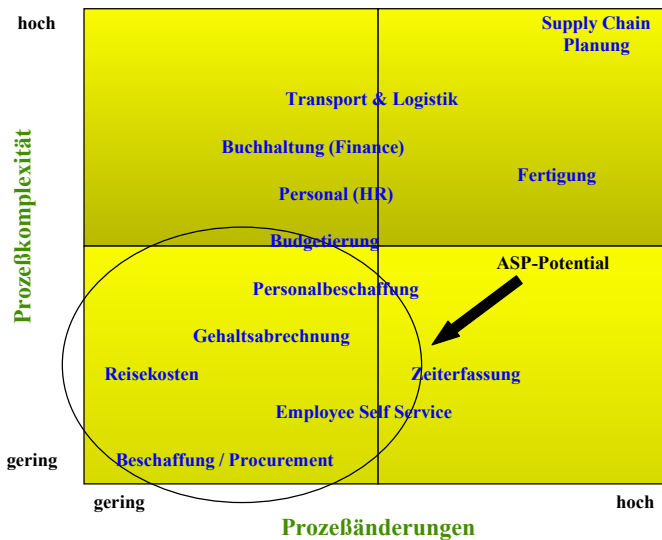 hoch
Supply Chain
Planung
Transport & Logistik
Buchhaltung (Finance)
Fertigung
Personal (HR)
Prozeßkomplexität
Budgetierung
ASP-Potential
Personalbeschaffung
Gehaltsabrechnung
Reisekosten
Zeiterfassung
Employee Self Service
gering
Beschaffung / Procurement
gering
hoch
Prozeßänderungen